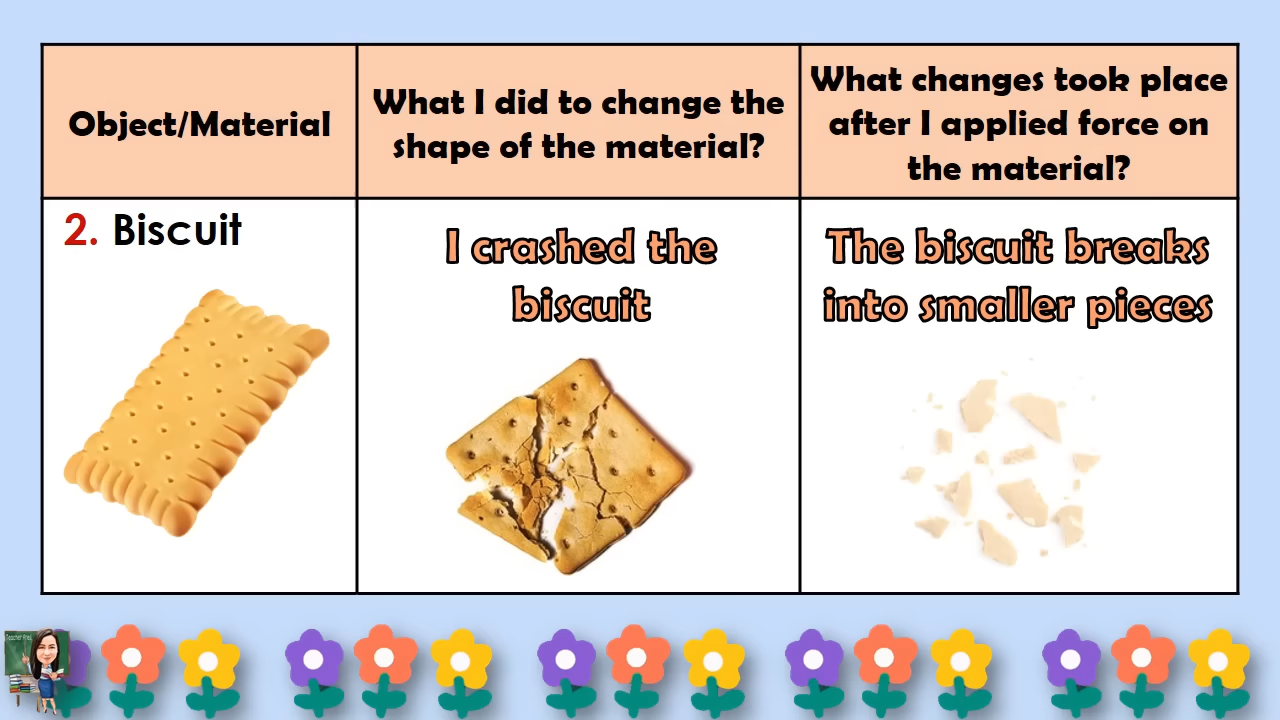 Object/Material
What I did to change the
shape of the material?
What changes took place
after I applied force on
the material?
2. Biscuit
I crashed the
biscuit
The biscuit breaks
into smaller pieces